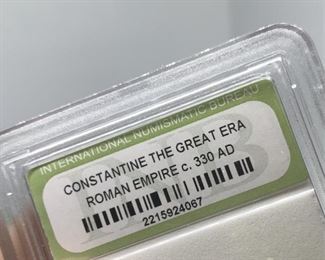 INTERNATIONAL NUMISMATIC BUREAU
CONSTANTINE THE GREAT ERA
ROMAN EMPIRE c. 330 AD
2215924067